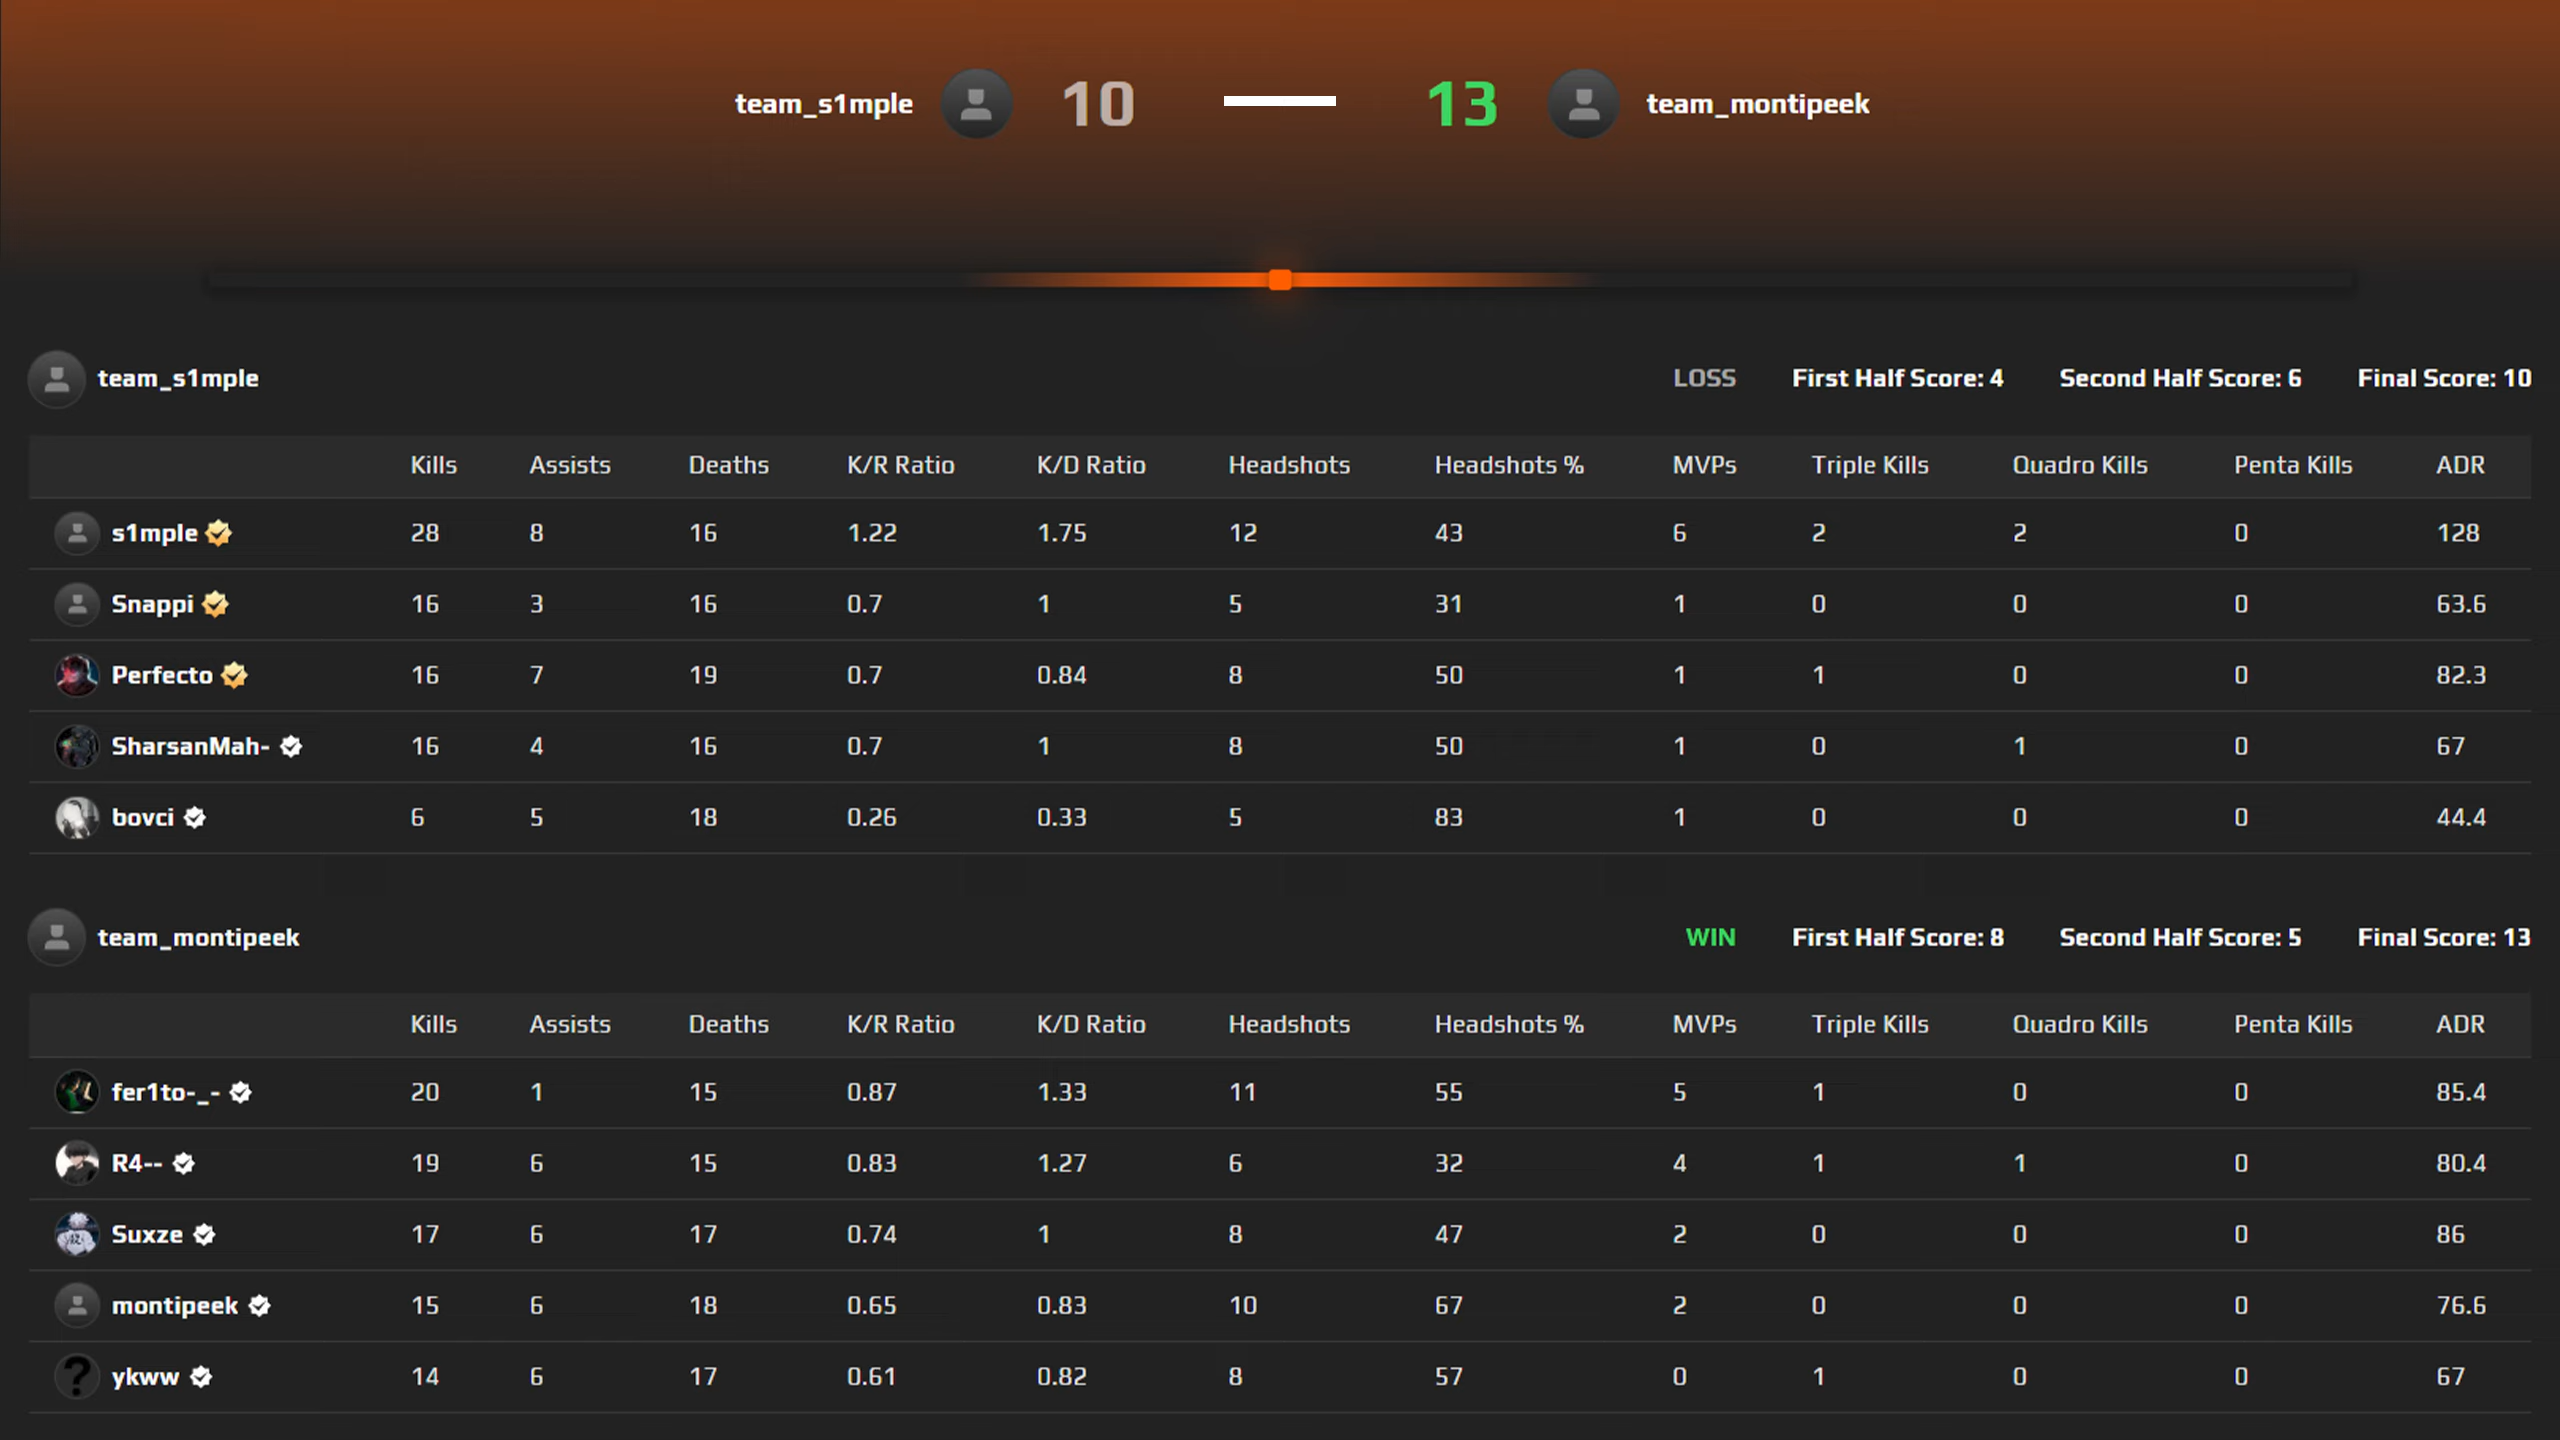 team_s1mple 10 — 13 team_montipeek
team_s1mple LOSS First Half Score: 4 Second Half Score: 6 Final Score: 10
Kills Assists Deaths K/R Ratio K/D Ratio Headshots Headshots % MVPs Triple Kills Quadro Kills Penta Kills ADR
s1mple 28 8 16 1.22 1.75 12 43 6 2 2 0 128
Snappi 16 3 16 0.7 1 5 31 1 0 0 0 63.6
Perfecto 16 7 19 0.7 0.84 8 50 1 1 0 0 82.3
SharsanMah- 16 4 16 0.7 1 8 50 1 0 1 0 67
bovci 6 5 18 0.26 0.33 5 83 1 0 0 0 44.4
team_montipeek WIN First Half Score: 8 Second Half Score: 5 Final Score: 13
Kills Assists Deaths K/R Ratio K/D Ratio Headshots Headshots % MVPs Triple Kills Quadro Kills Penta Kills ADR
fer1to-_- 20 1 15 0.87 1.33 11 55 5 1 0 0 85.4
R4-- 19 6 15 0.83 1.27 6 32 4 1 1 0 80.4
Suxze 17 6 17 0.74 1 8 47 2 0 0 0 86
montipeek 15 6 18 0.65 0.83 10 67 2 0 0 0 76.6
ykww 14 6 17 0.61 0.82 8 57 0 1 0 0 67